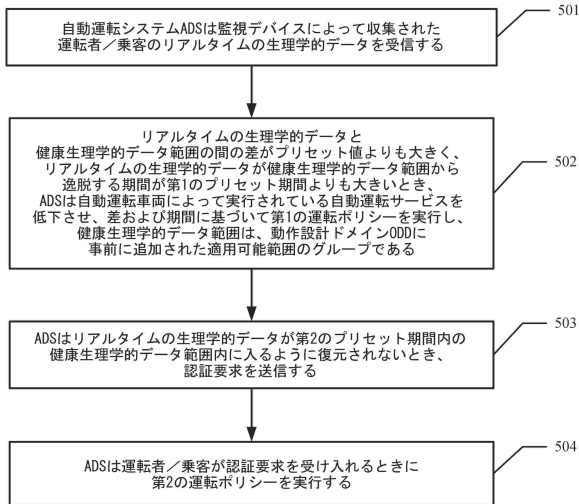 自動運転システムADSは監視デバイスによって収集された
運転者／乗客のリアルタイムの生理学的データを受信する
501
リアルタイムの生理学的データと
健康生理学的データ範囲の間の差がプリセット値よりも大きく、
リアルタイムの生理学的データが健康生理学的データ範囲から
逸脱する期間が第1のプリセット期間よりも大きいとき、
ADSは自動運転車両によって実行されている自動運転サービスを
低下させ、差および期間に基づいて第1の運転ポリシーを実行し、
健康生理学的データ範囲は、動作設計ドメインODDに
事前に追加された適用可能範囲のグループである
502
ADSはリアルタイムの生理学的データが第2のプリセット期間内の
健康生理学的データ範囲内に入るように復元されないとき、
認証要求を送信する
503
ADSは運転者／乗客が認証要求を受け入れるときに
第2の運転ポリシーを実行する
504